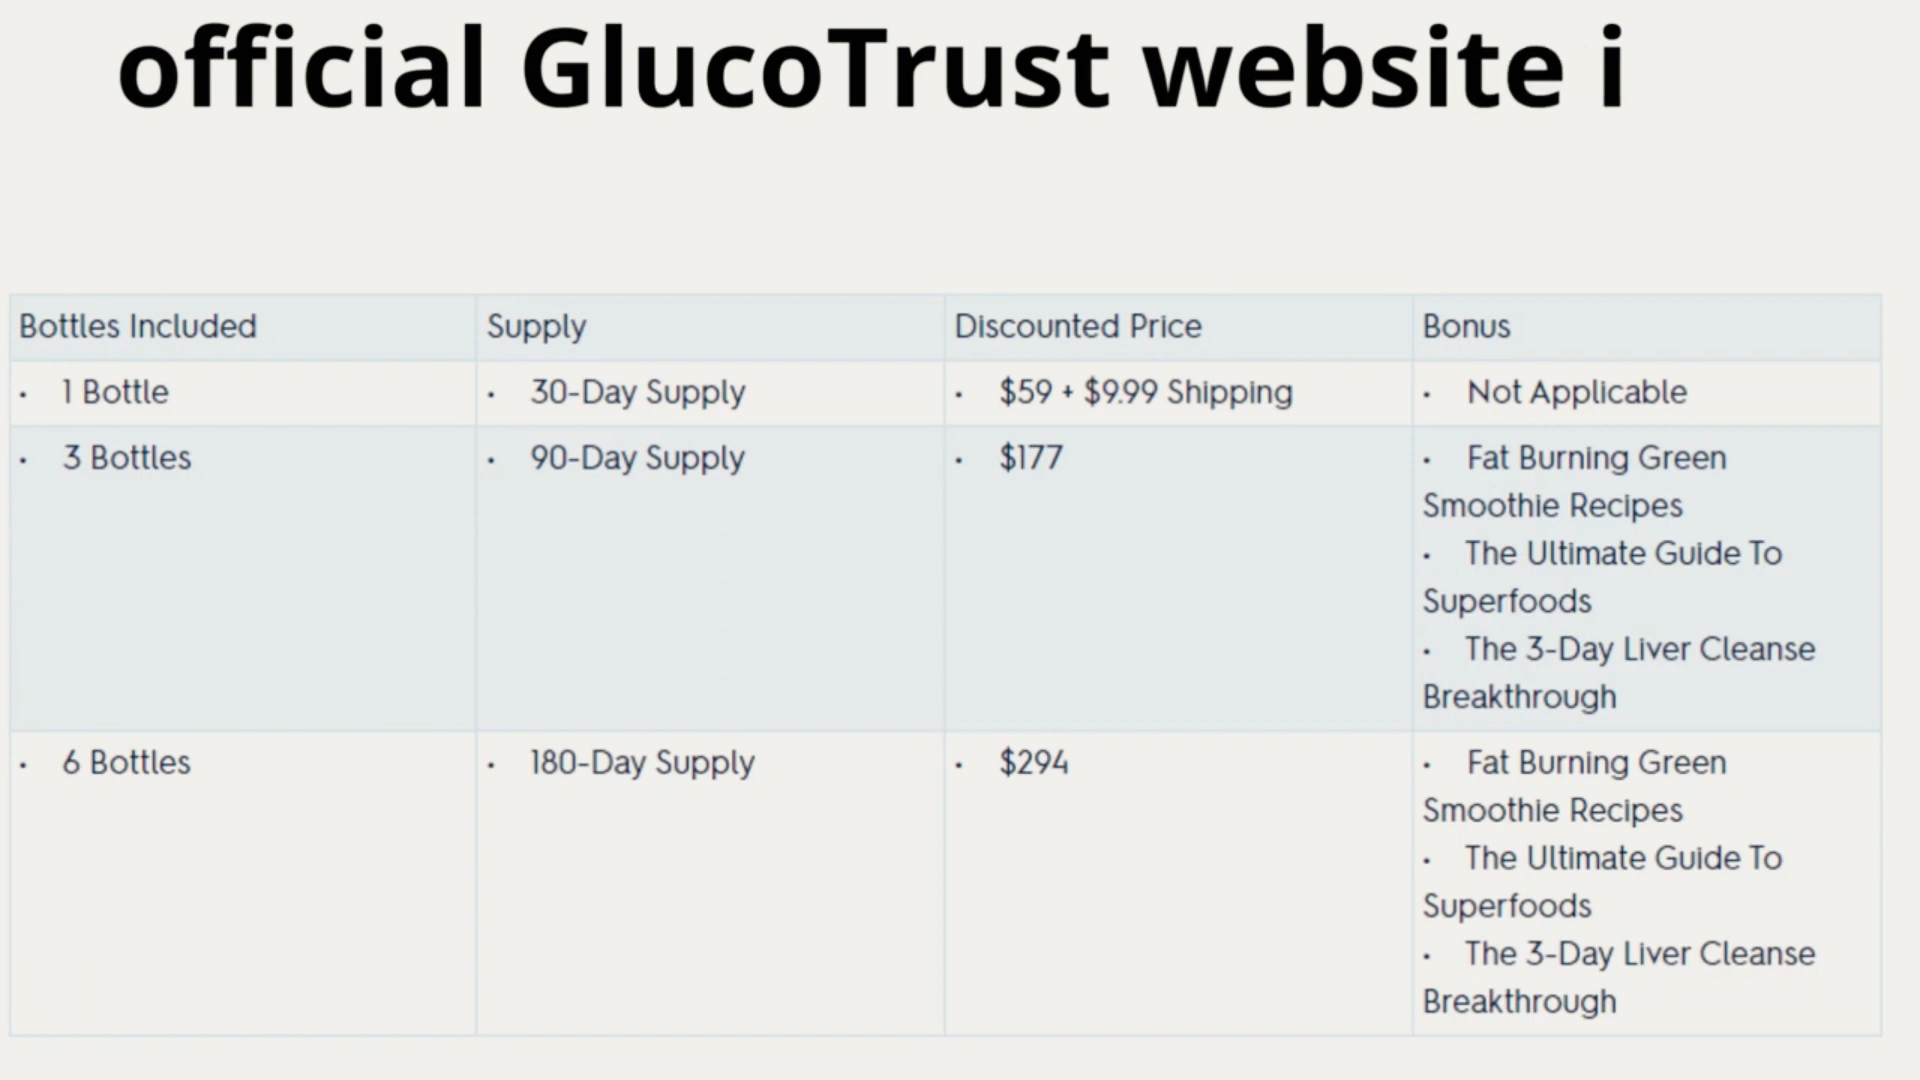 official GlucoTrust website i
Bottles Included Supply Discounted Price Bonus
• 1 Bottle • 30-Day Supply • $59 + $9.99 Shipping • Not Applicable
• 3 Bottles • 90-Day Supply • $177 • Fat Burning Green
Smoothie Recipes
• The Ultimate Guide To
Superfoods
• The 3-Day Liver Cleanse
Breakthrough
• 6 Bottles • 180-Day Supply • $294 • Fat Burning Green
Smoothie Recipes
• The Ultimate Guide To
Superfoods
• The 3-Day Liver Cleanse
Breakthrough